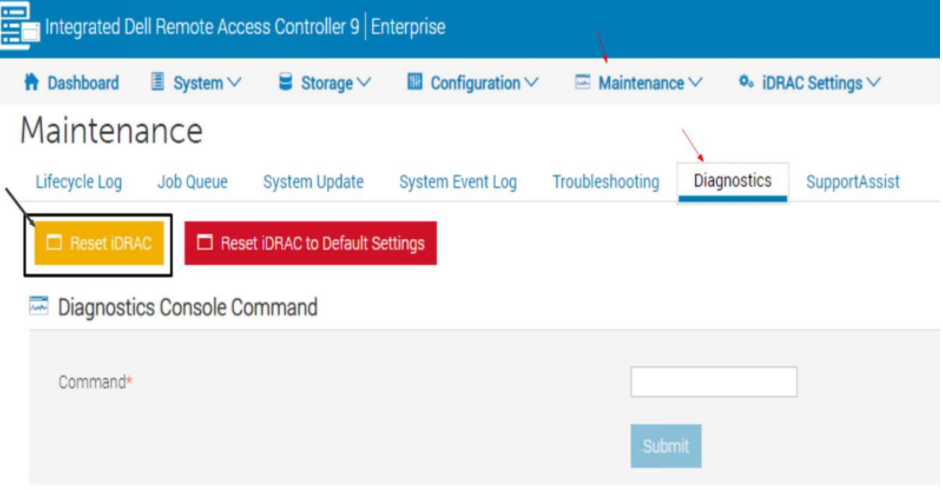 Integrated Dell Remote Access Controller 9 | Enterprise
Dashboard System Storage Configuration Maintenance iDRAC Settings
Maintenance
Lifecycle Log Job Queue System Update System Event Log Troubleshooting Diagnostics SupportAssist
Reset iDRAC Reset iDRAC to Default Settings
Diagnostics Console Command
Command*
Submit